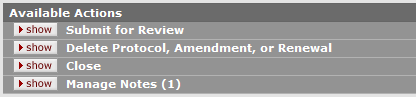 Available Actions
show Submit for Review
show Delete Protocol, Amendment, or Renewal
show Close
show Manage Notes (1)